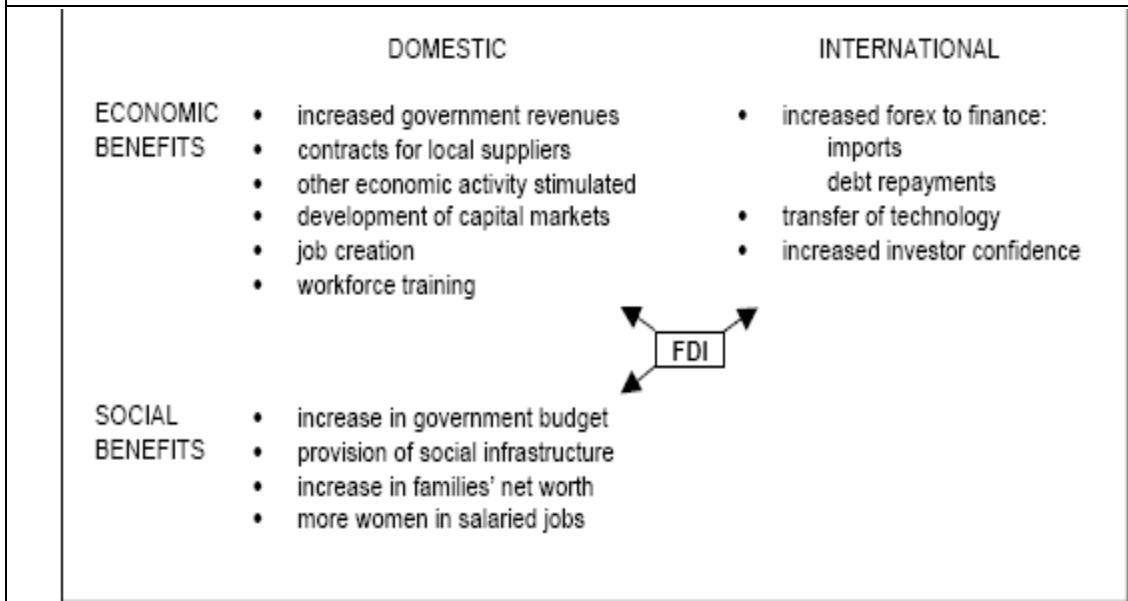 DOMESTIC
INTERNATIONAL
ECONOMIC
BENEFITS
• increased government revenues
• contracts for local suppliers
• other economic activity stimulated
• development of capital markets
• job creation
• workforce training
• increased forex to finance:
imports
debt repayments
• transfer of technology
• increased investor confidence
FDI
SOCIAL
BENEFITS
• increase in government budget
• provision of social infrastructure
• increase in families' net worth
• more women in salaried jobs